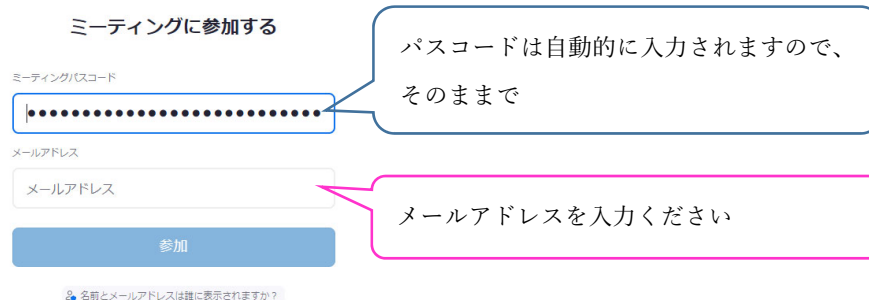 ミーティングに参加する
パスコードは自動的に入力されますので、
そのままで
ミーティングパスコード
メールアドレス
メールアドレス
メールアドレスを入力ください
参加
名前とメールアドレスは誰に表示されますか?